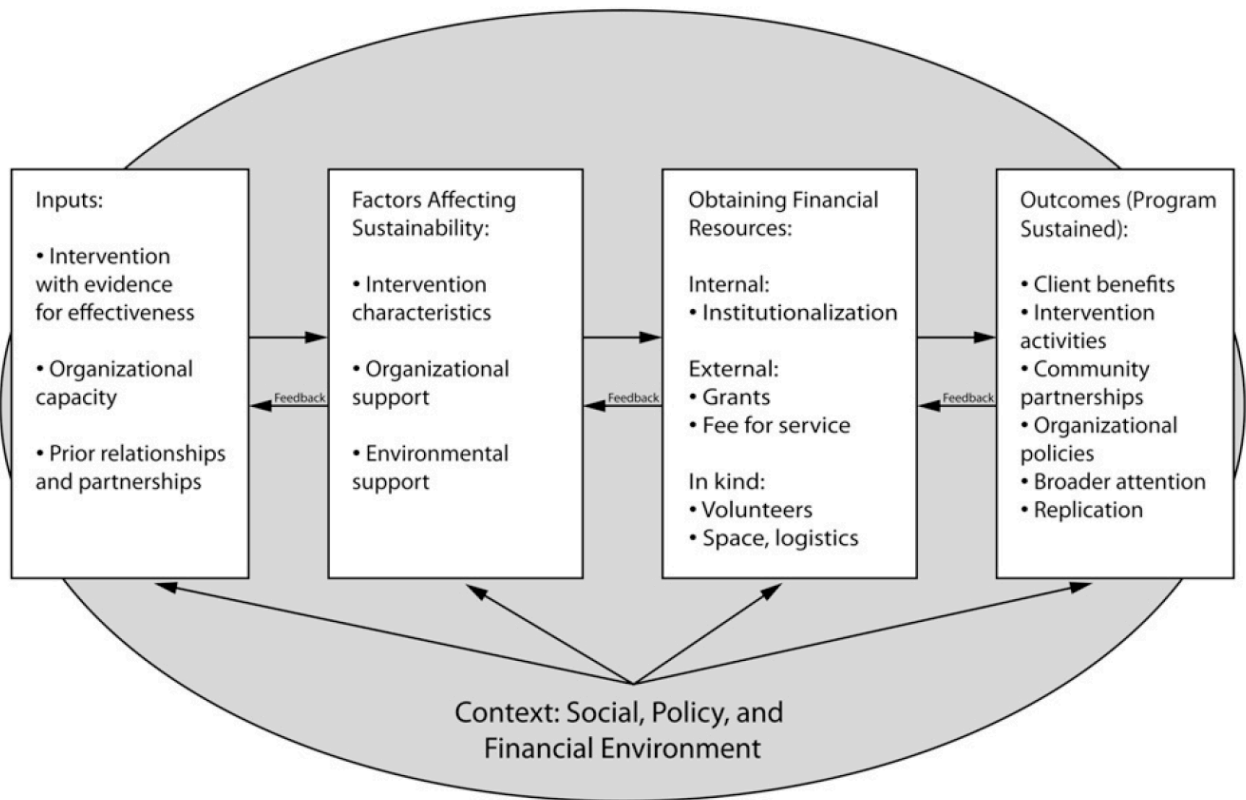 Inputs:
• Intervention
with evidence
for effectiveness
• Organizational
capacity
• Prior relationships
and partnerships
Feedback
Factors Affecting
Sustainability:
• Intervention
characteristics
• Organizational
support
• Environmental
support
Feedback
Obtaining Financial
Resources:
Internal:
• Institutionalization
External:
• Grants
• Fee for service
In kind:
• Volunteers
• Space, logistics
Feedback
Outcomes (Program
Sustained):
• Client benefits
• Intervention
activities
• Community
partnerships
• Organizational
policies
• Broader attention
• Replication
Context: Social, Policy, and
Financial Environment